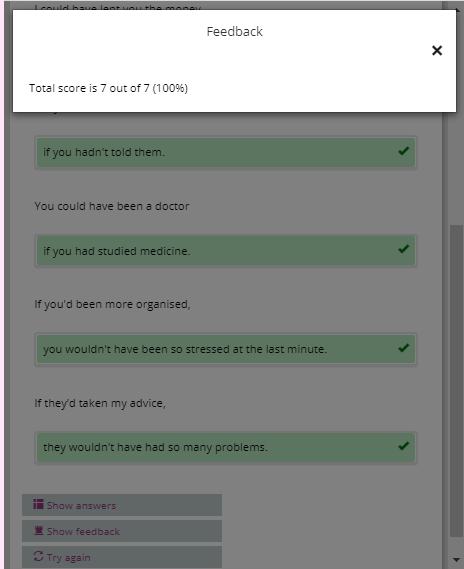 I could have lent you the money
Feedback
Total score is 7 out of 7 (100%)
if you hadn't told them.
You could have been a doctor
if you had studied medicine.
If you'd been more organised,
you wouldn't have been so stressed at the last minute.
If they'd taken my advice,
they wouldn't have had so many problems.
Show answers
Show feedback
Try again